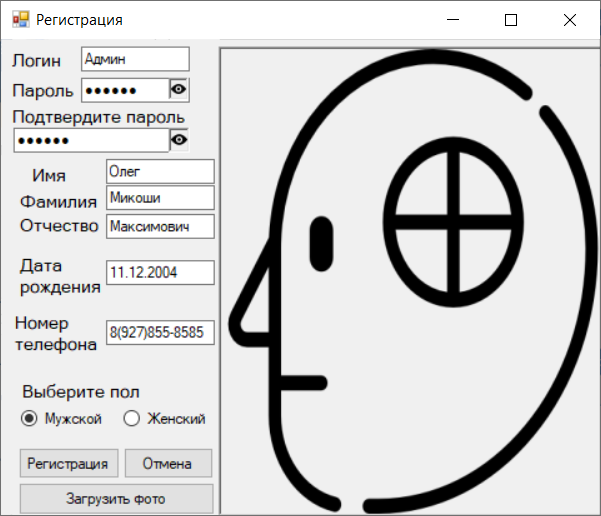 Регистрация
Логин Админ
Пароль ●●●●●●
Подтвердите пароль
●●●●●●
Имя Олег
Фамилия Микоши
Отчество Максимович
Дата
рождения 11.12.2004
Номер
телефона 8(927)855-8585
Выберите пол
Мужской Женский
Регистрация Отмена
Загрузить фото